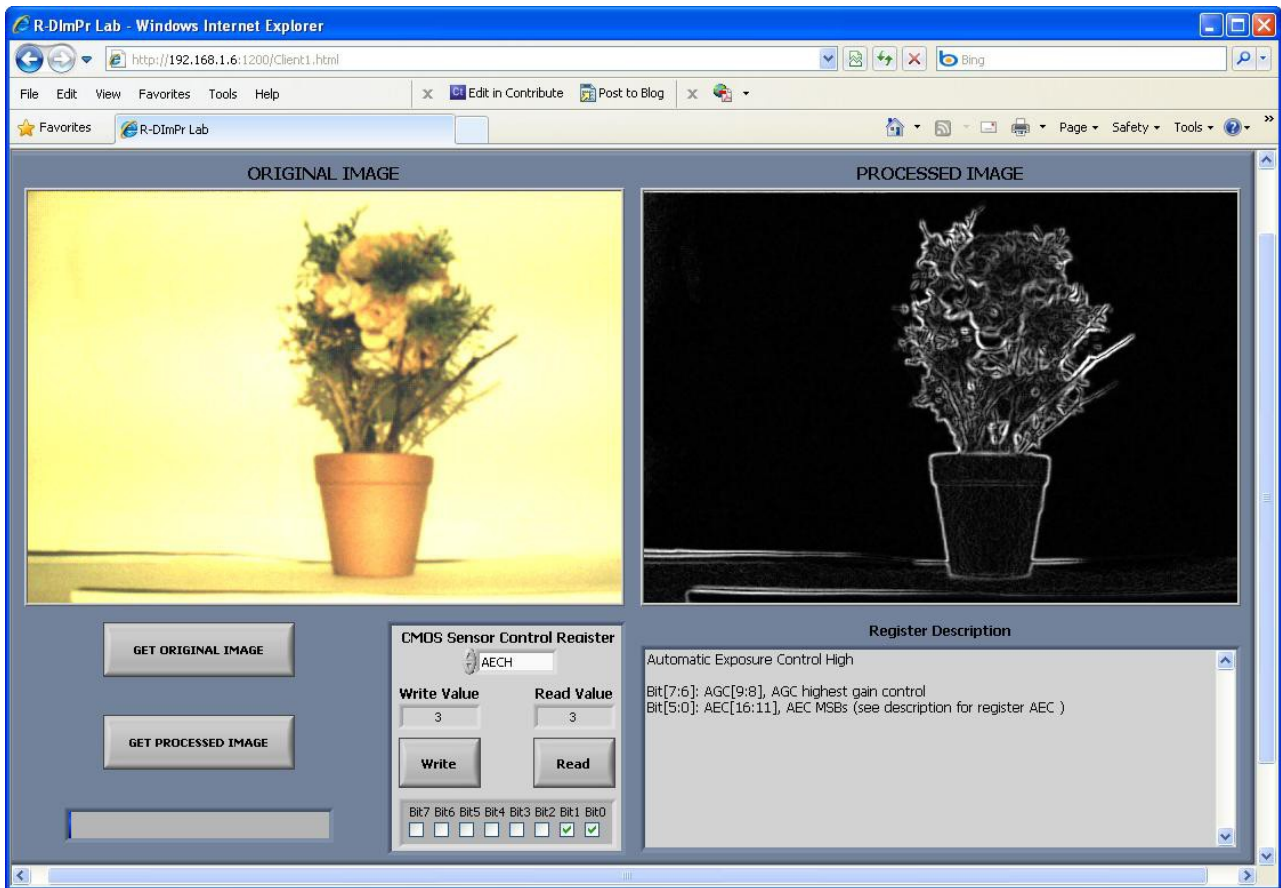 R-DImPr Lab - Windows Internet Explorer
http://192.168.1.6:1200/Client1.html
Bing
File Edit View Favorites Tools Help
x Edit in Contribute Post to Blog x
Favorites R-DImPr Lab Page Safety Tools
ORIGINAL IMAGE
PROCESSED IMAGE
GET ORIGINAL IMAGE
GET PROCESSED IMAGE
CMOS Sensor Control Register
AECH
Write Value Read Value
3 3
Write Read
Bit7 Bit6 Bit5 Bit4 Bit3 Bit2 Bit1 Bit0
Register Description
Automatic Exposure Control High
Bit[7:6]: AGC[9:8], AGC highest gain control
Bit[5:0]: AEC[16:11], AEC MSBs (see description for register AEC )